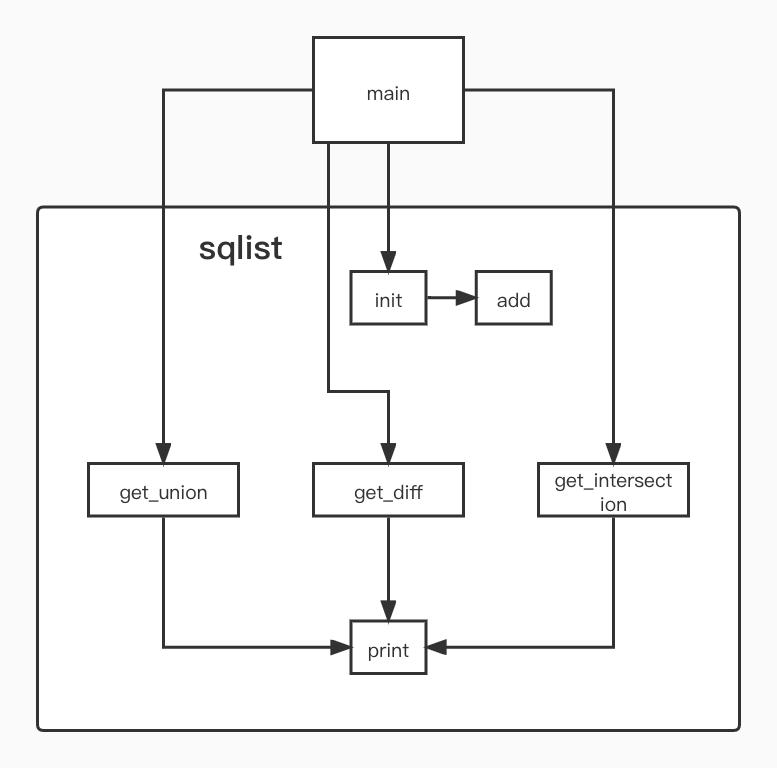 main
sqlist
init
add
get_union
get_diff
get_intersect
ion
print